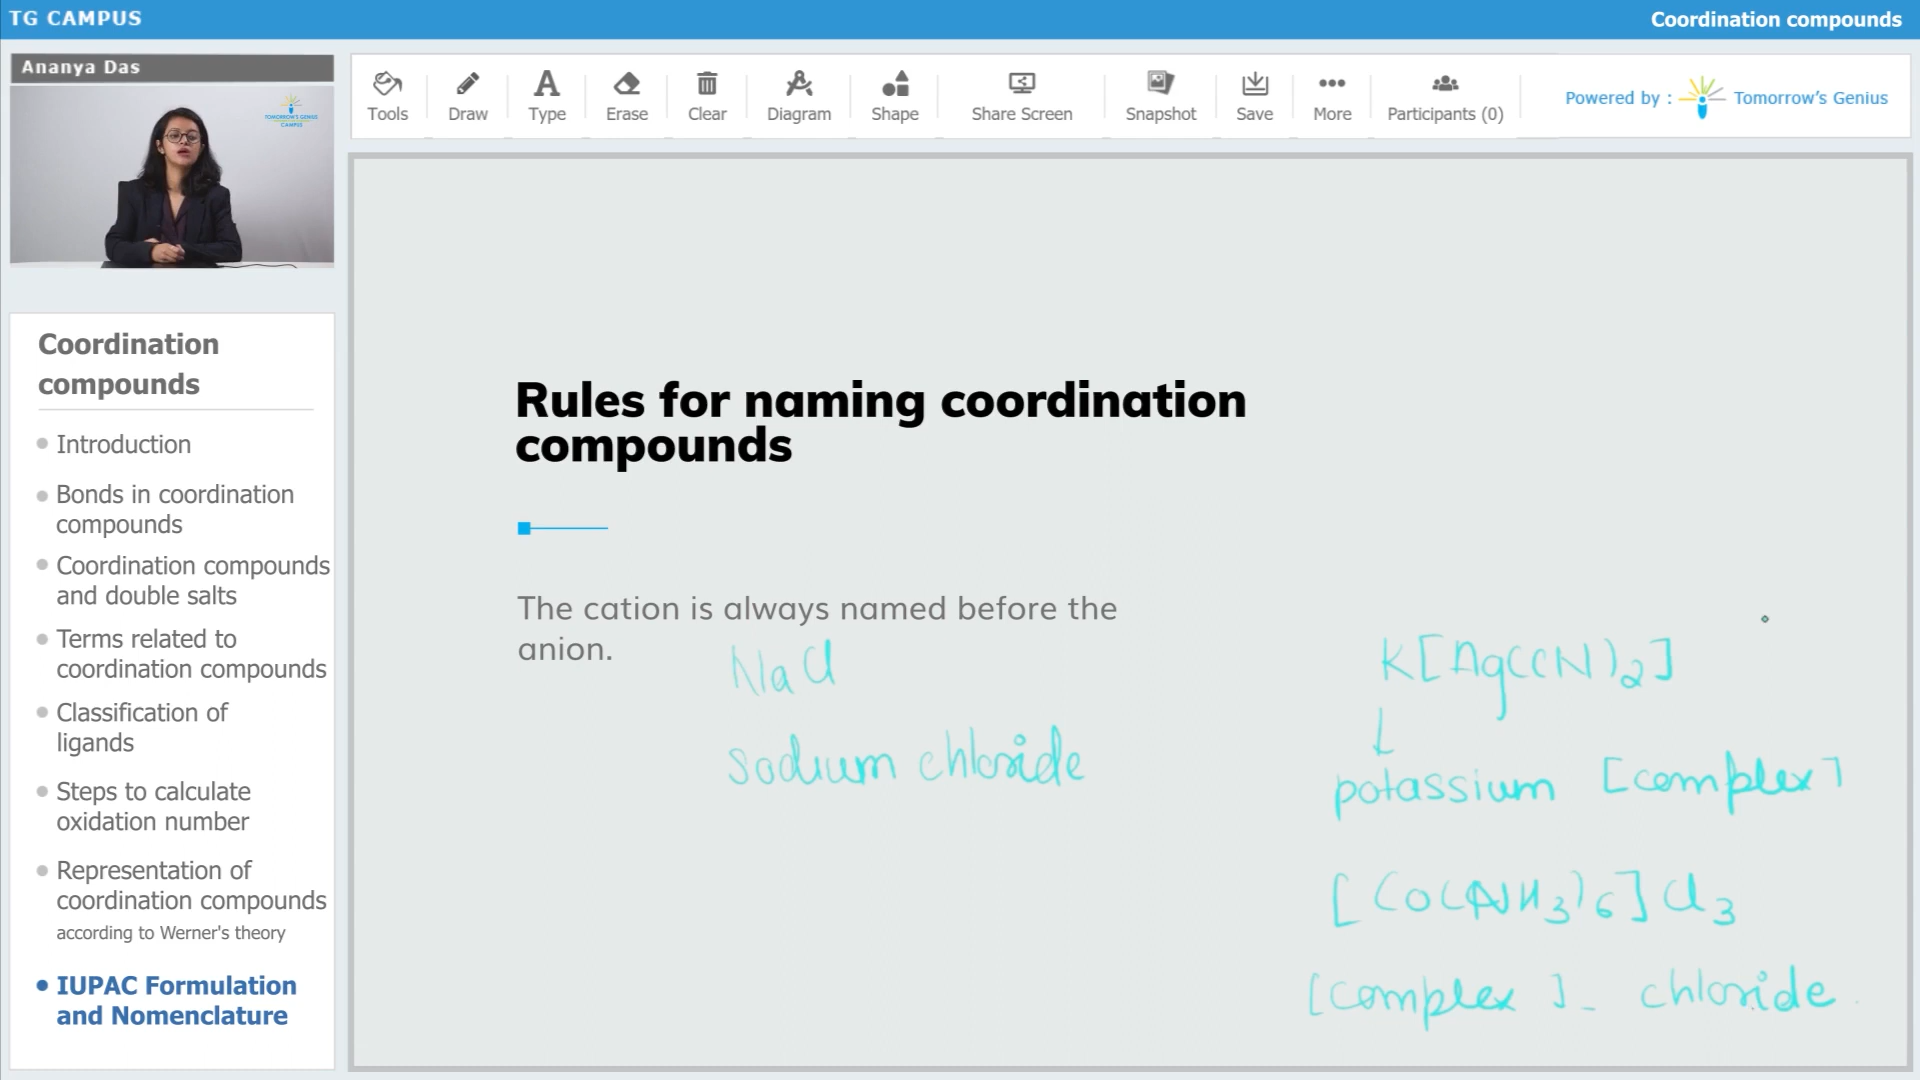 TG CAMPUS
Coordination compounds
Ananya Das
TOMORROW'S GENIUS
CAMPUS
Tools
Draw
Type
Erase
Clear
Diagram
Shape
Share Screen
Snapshot
Save
More
Participants (0)
Powered by :
Tomorrow's Genius
Coordination
compounds
Introduction
Bonds in coordination
compounds
Coordination compounds
and double salts
Terms related to
coordination compounds
Classification of
ligands
Steps to calculate
oxidation number
Representation of
coordination compounds
according to Werner's theory
IUPAC Formulation
and Nomenclature
Rules for naming coordination
compounds
The cation is always named before the
anion.
NaCl
sodium chloride
K[Ag(CN)2]
potassium [complex]
[Co(NH3)6]Cl3
[complex] - chloride